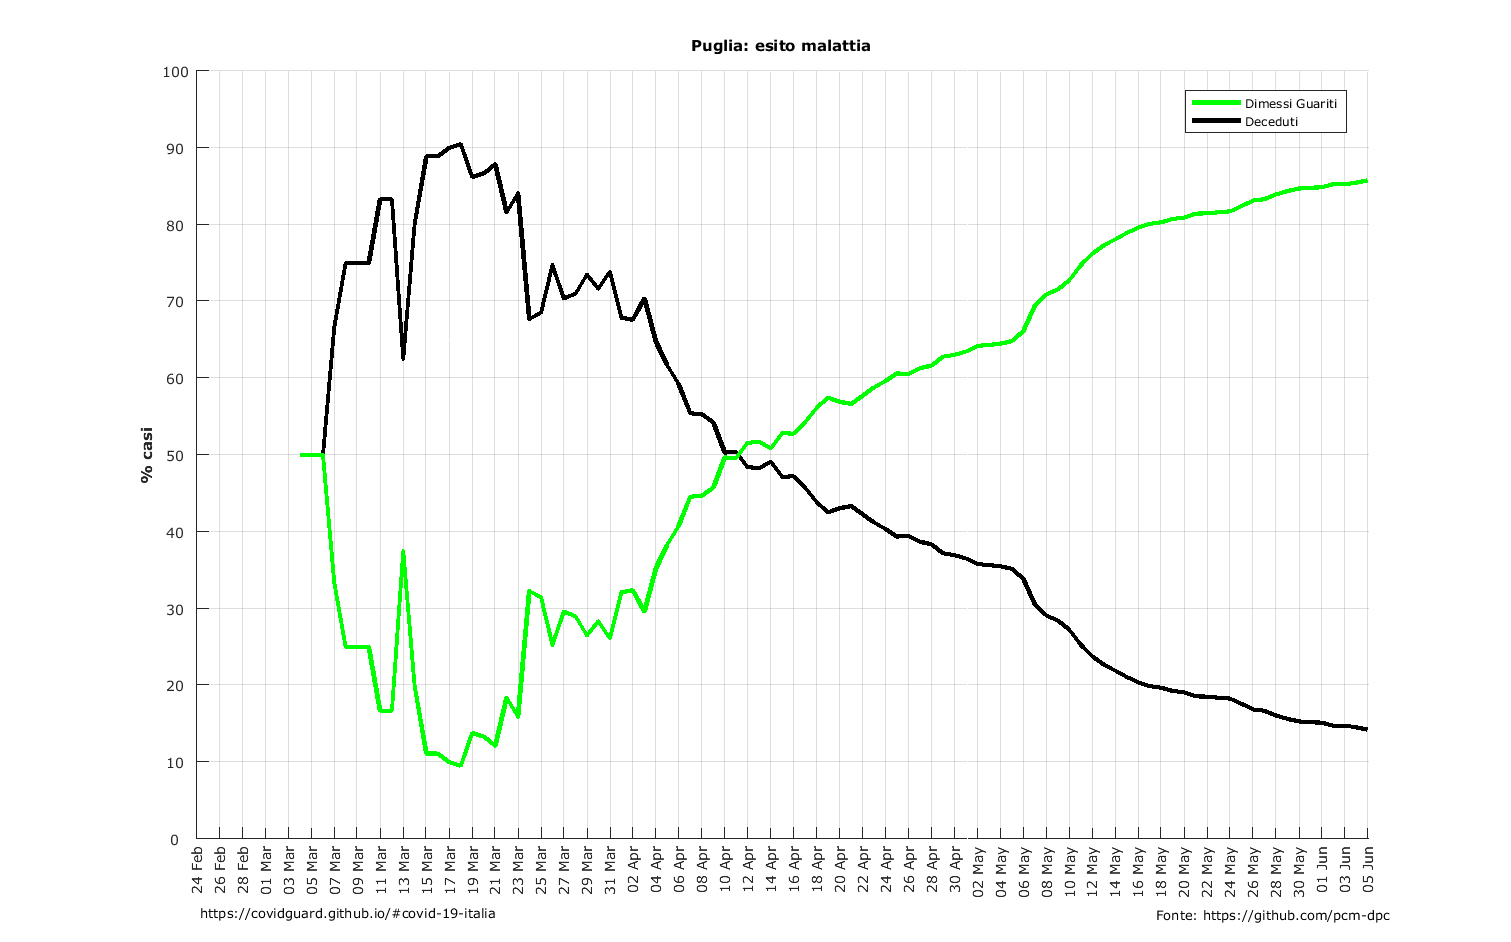 Puglia: esito malattia
Dimessi Guariti
Deceduti
% casi
100
90
80
70
60
50
40
30
20
10
0
24 Feb
26 Feb
28 Feb
01 Mar
03 Mar
05 Mar
07 Mar
09 Mar
11 Mar
13 Mar
15 Mar
17 Mar
19 Mar
21 Mar
23 Mar
25 Mar
27 Mar
29 Mar
31 Mar
02 Apr
04 Apr
06 Apr
08 Apr
10 Apr
12 Apr
14 Apr
16 Apr
18 Apr
20 Apr
22 Apr
24 Apr
26 Apr
28 Apr
30 Apr
02 May
04 May
06 May
08 May
10 May
12 May
14 May
16 May
18 May
20 May
22 May
24 May
26 May
28 May
30 May
01 Jun
03 Jun
05 Jun
https://covidguard.github.io/#covid-19-italia
Fonte: https://github.com/pcm-dpc